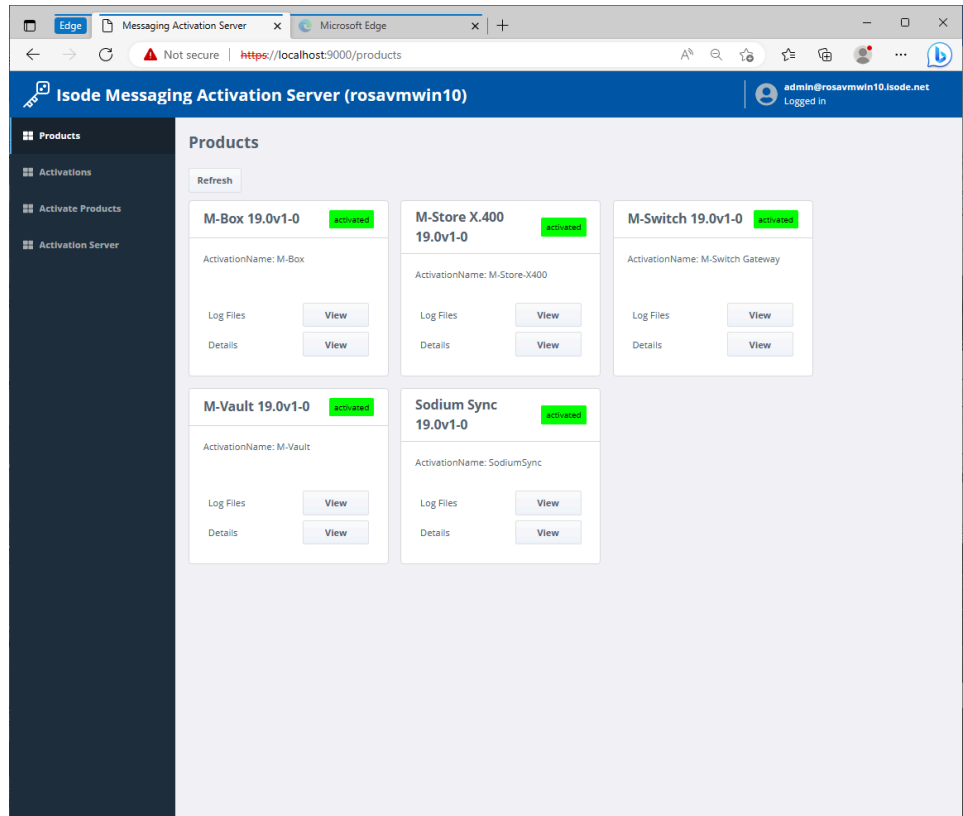 Edge
Messaging Activation Server
Microsoft Edge
Not secure | https://localhost:9000/products
Isode Messaging Activation Server (rosavmwin10)
admin@rosavmwin10.isode.net
Logged in
Products
Activations
Activate Products
Activation Server
Products
Refresh
M-Box 19.0v1-0 activated
ActivationName: M-Box
Log Files View
Details View
M-Store X.400
19.0v1-0
activated
ActivationName: M-Store-X400
Log Files View
Details View
M-Switch 19.0v1-0 activated
ActivationName: M-Switch Gateway
Log Files View
Details View
M-Vault 19.0v1-0 activated
ActivationName: M-Vault
Log Files View
Details View
Sodium Sync
19.0v1-0
activated
ActivationName: SodiumSync
Log Files View
Details View